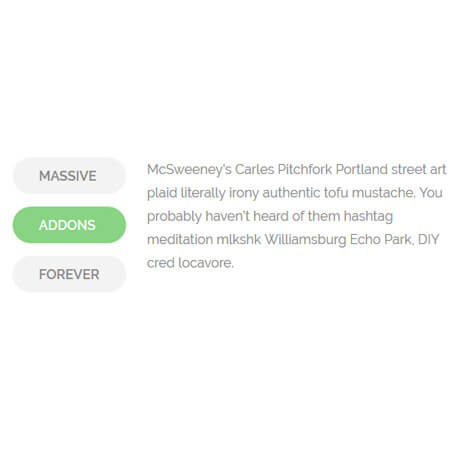 MASSIVE
ADDONS
FOREVER
McSweeney's Carles Pitchfork Portland street art
plaid literally irony authentic tofu mustache. You
probably haven't heard of them hashtag
meditation mlkshk Williamsburg Echo Park, DIY
cred locavore.